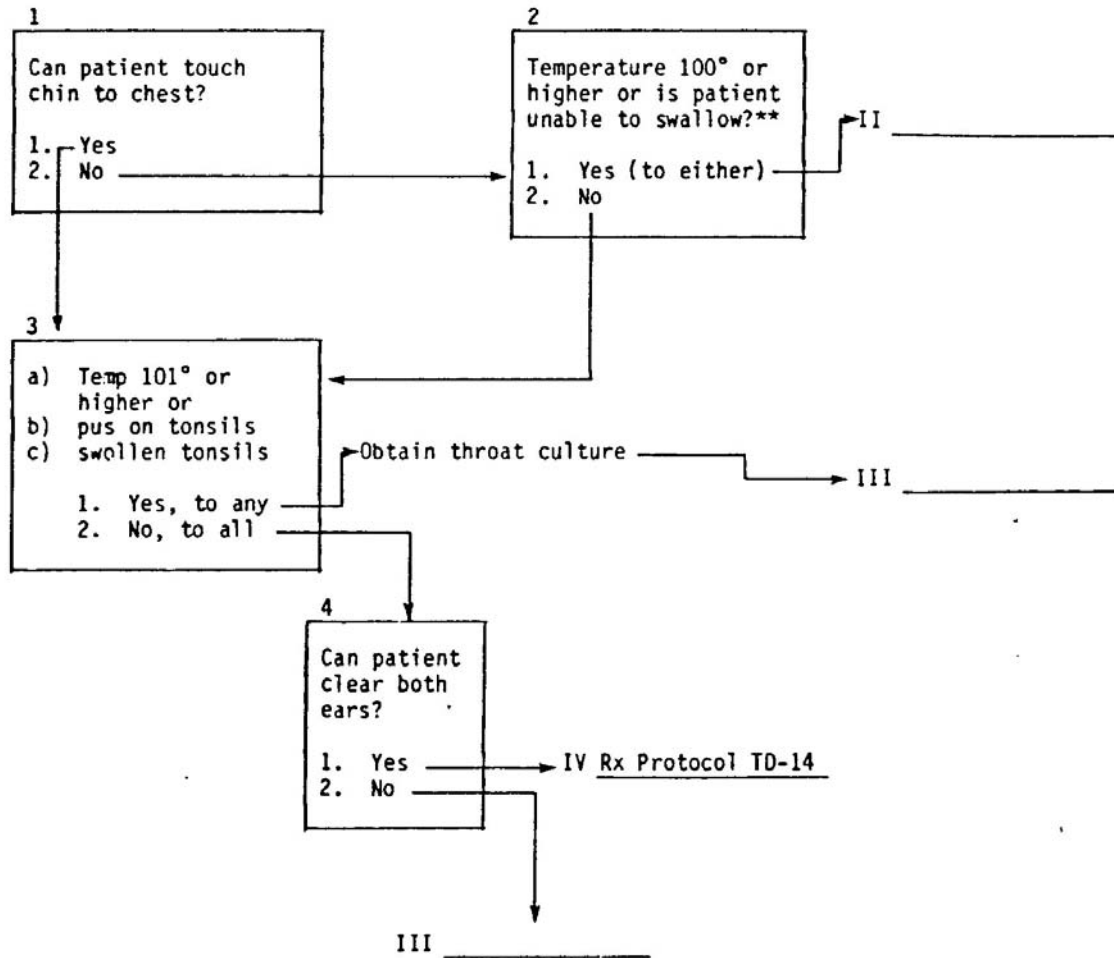 1
Can patient touch
chin to chest?
1. Yes
2. No
2
Temperature 100° or
higher or is patient
unable to swallow?**
1. Yes (to either)
2. No
II
3
a) Temp 101° or
higher or
b) pus on tonsils
c) swollen tonsils
1. Yes, to any
2. No, to all
Obtain throat culture
III
4
Can patient
clear both
ears?
1. Yes
2. No
IV Rx Protocol TD-14
III